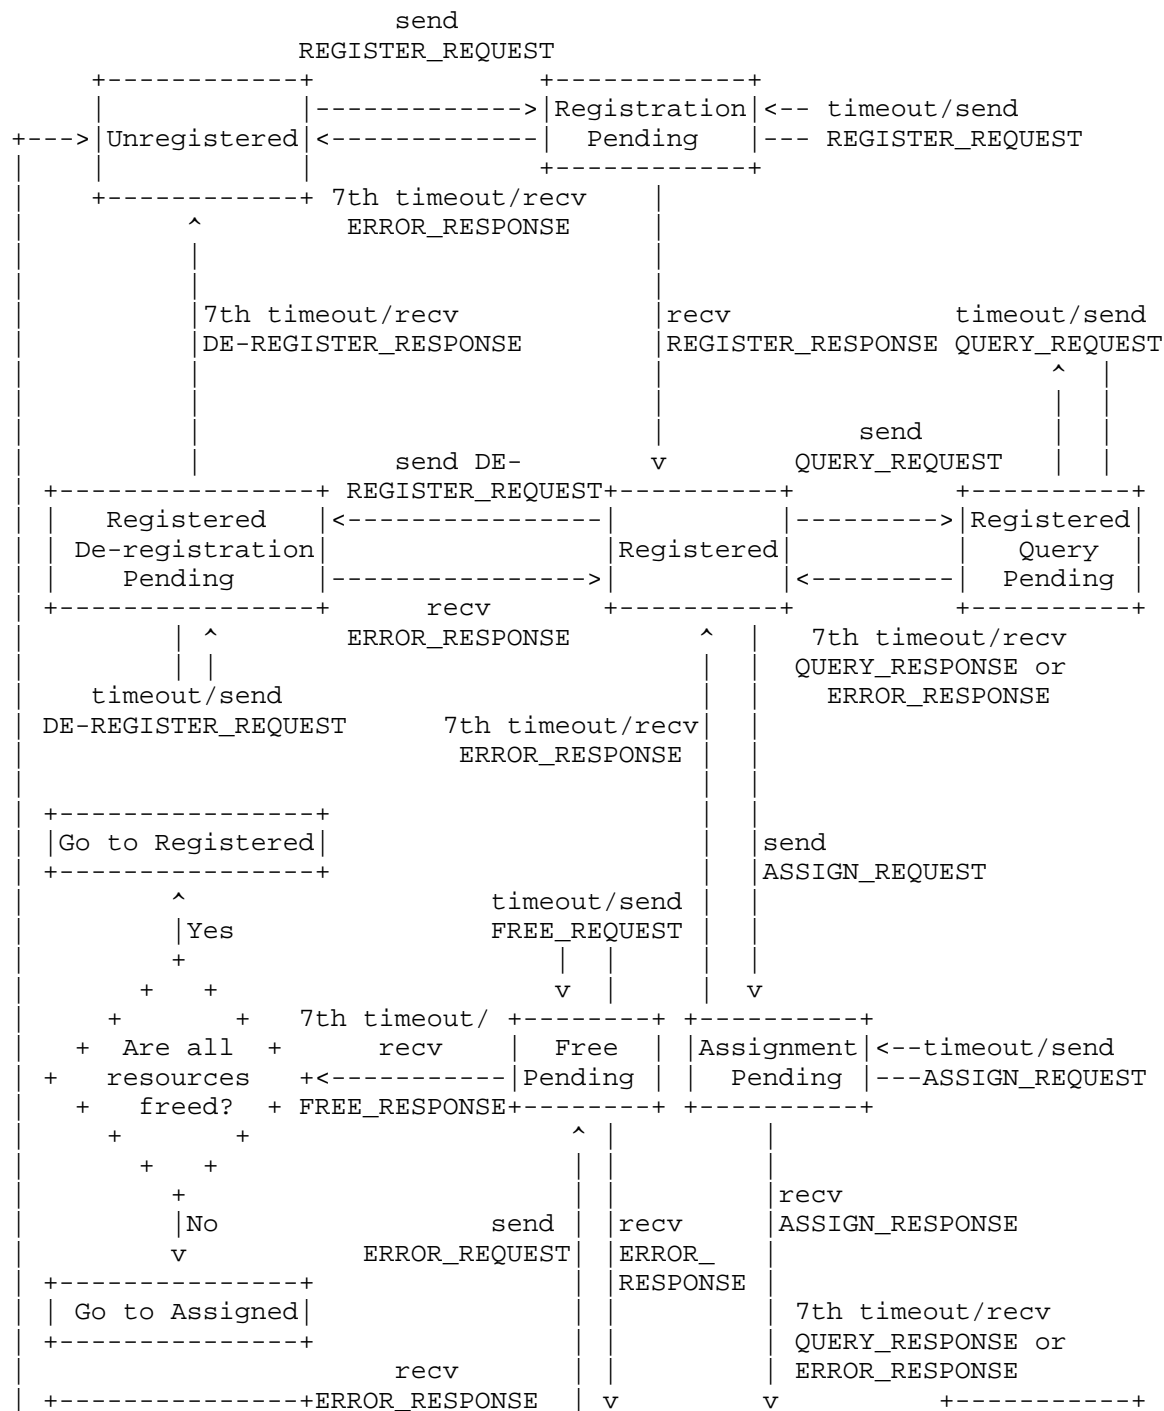 send
REGISTER_REQUEST
Registration <-- timeout/send
Unregistered Pending --- REGISTER_REQUEST
7th timeout/recv
ERROR_RESPONSE
7th timeout/recv recv timeout/send
DE-REGISTER_RESPONSE REGISTER_RESPONSE QUERY_REQUEST
send
send DE- QUERY_REQUEST
REGISTER_REQUEST
Registered Registered
De-registration Registered Query
Pending Pending
recv
ERROR_RESPONSE 7th timeout/recv
QUERY_RESPONSE or
timeout/send ERROR_RESPONSE
DE-REGISTER_REQUEST 7th timeout/recv
ERROR_RESPONSE
Go to Registered send
ASSIGN_REQUEST
timeout/send
Yes FREE_REQUEST
7th timeout/
Are all recv Free Assignment <--timeout/send
resources Pending Pending ---ASSIGN_REQUEST
freed? FREE_RESPONSE
recv
No send recv ASSIGN_RESPONSE
ERROR_REQUEST ERROR_
RESPONSE
Go to Assigned 7th timeout/recv
QUERY_RESPONSE or
recv ERROR_RESPONSE
ERROR_RESPONSE